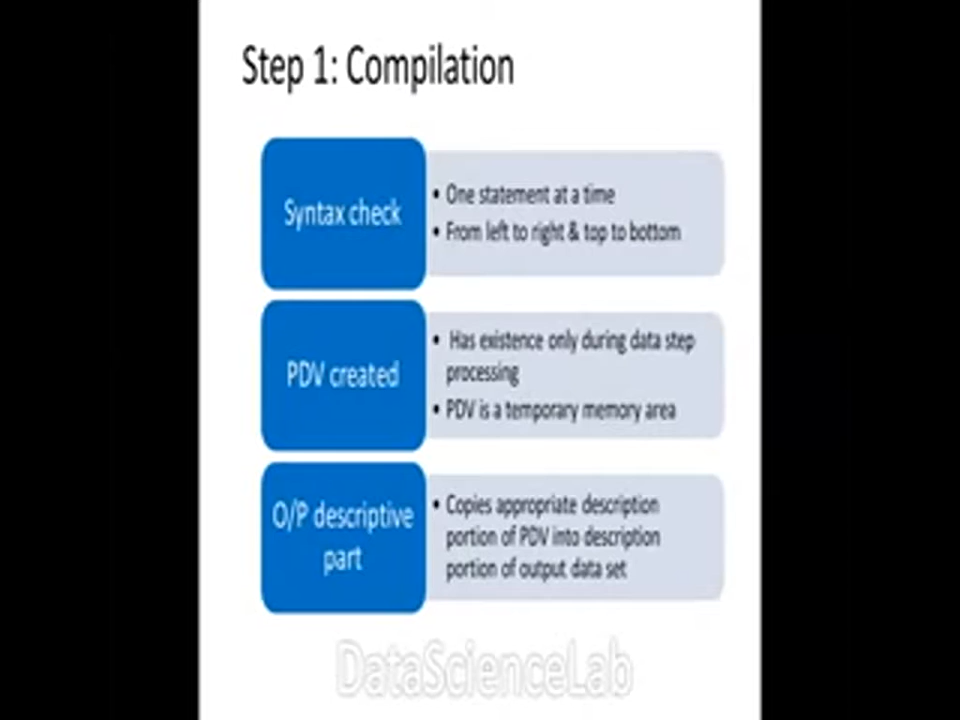 Step 1: Compilation
Syntax check
• One statement at a time
• From left to right & top to bottom
PDV created
• Has existence only during data step
processing
• PDV is a temporary memory area
O/P descriptive
part
• Copies appropriate description
portion of PDV into description
portion of output data set
DataScienceLab